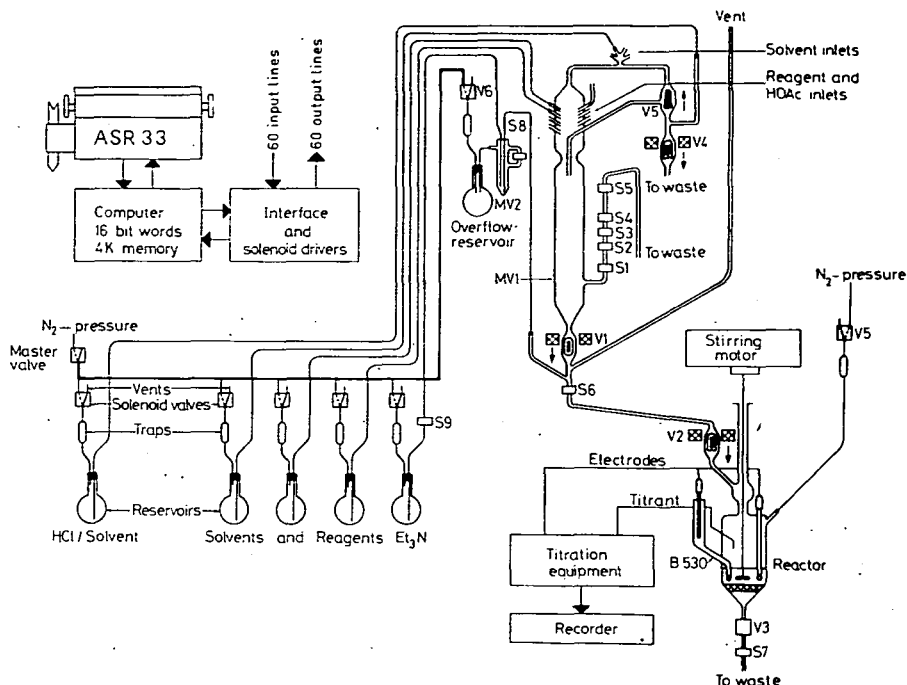 Vent
Solvent inlets
Reagent and
HOAc inlets
60 input lines
60 output lines
ASR 33
Computer
16 bit words
4K memory
Interface
and
solenoid drivers
V6
S8
MV2
Overflow-
reservoir
V5
V4
To waste
S5
S4
S3
S2
S1
To waste
MV1
V1
S6
N2-pressure
V5
Stirring
motor
N2-pressure
Master
valve
Vents
Solenoid valves
Traps
S9
Reservoirs
HCl / Solvent
Solvents and Reagents Et3N
V2
Electrodes
Titrant
Titration
equipment
B 530
Reactor
Recorder
V3
S7
To waste